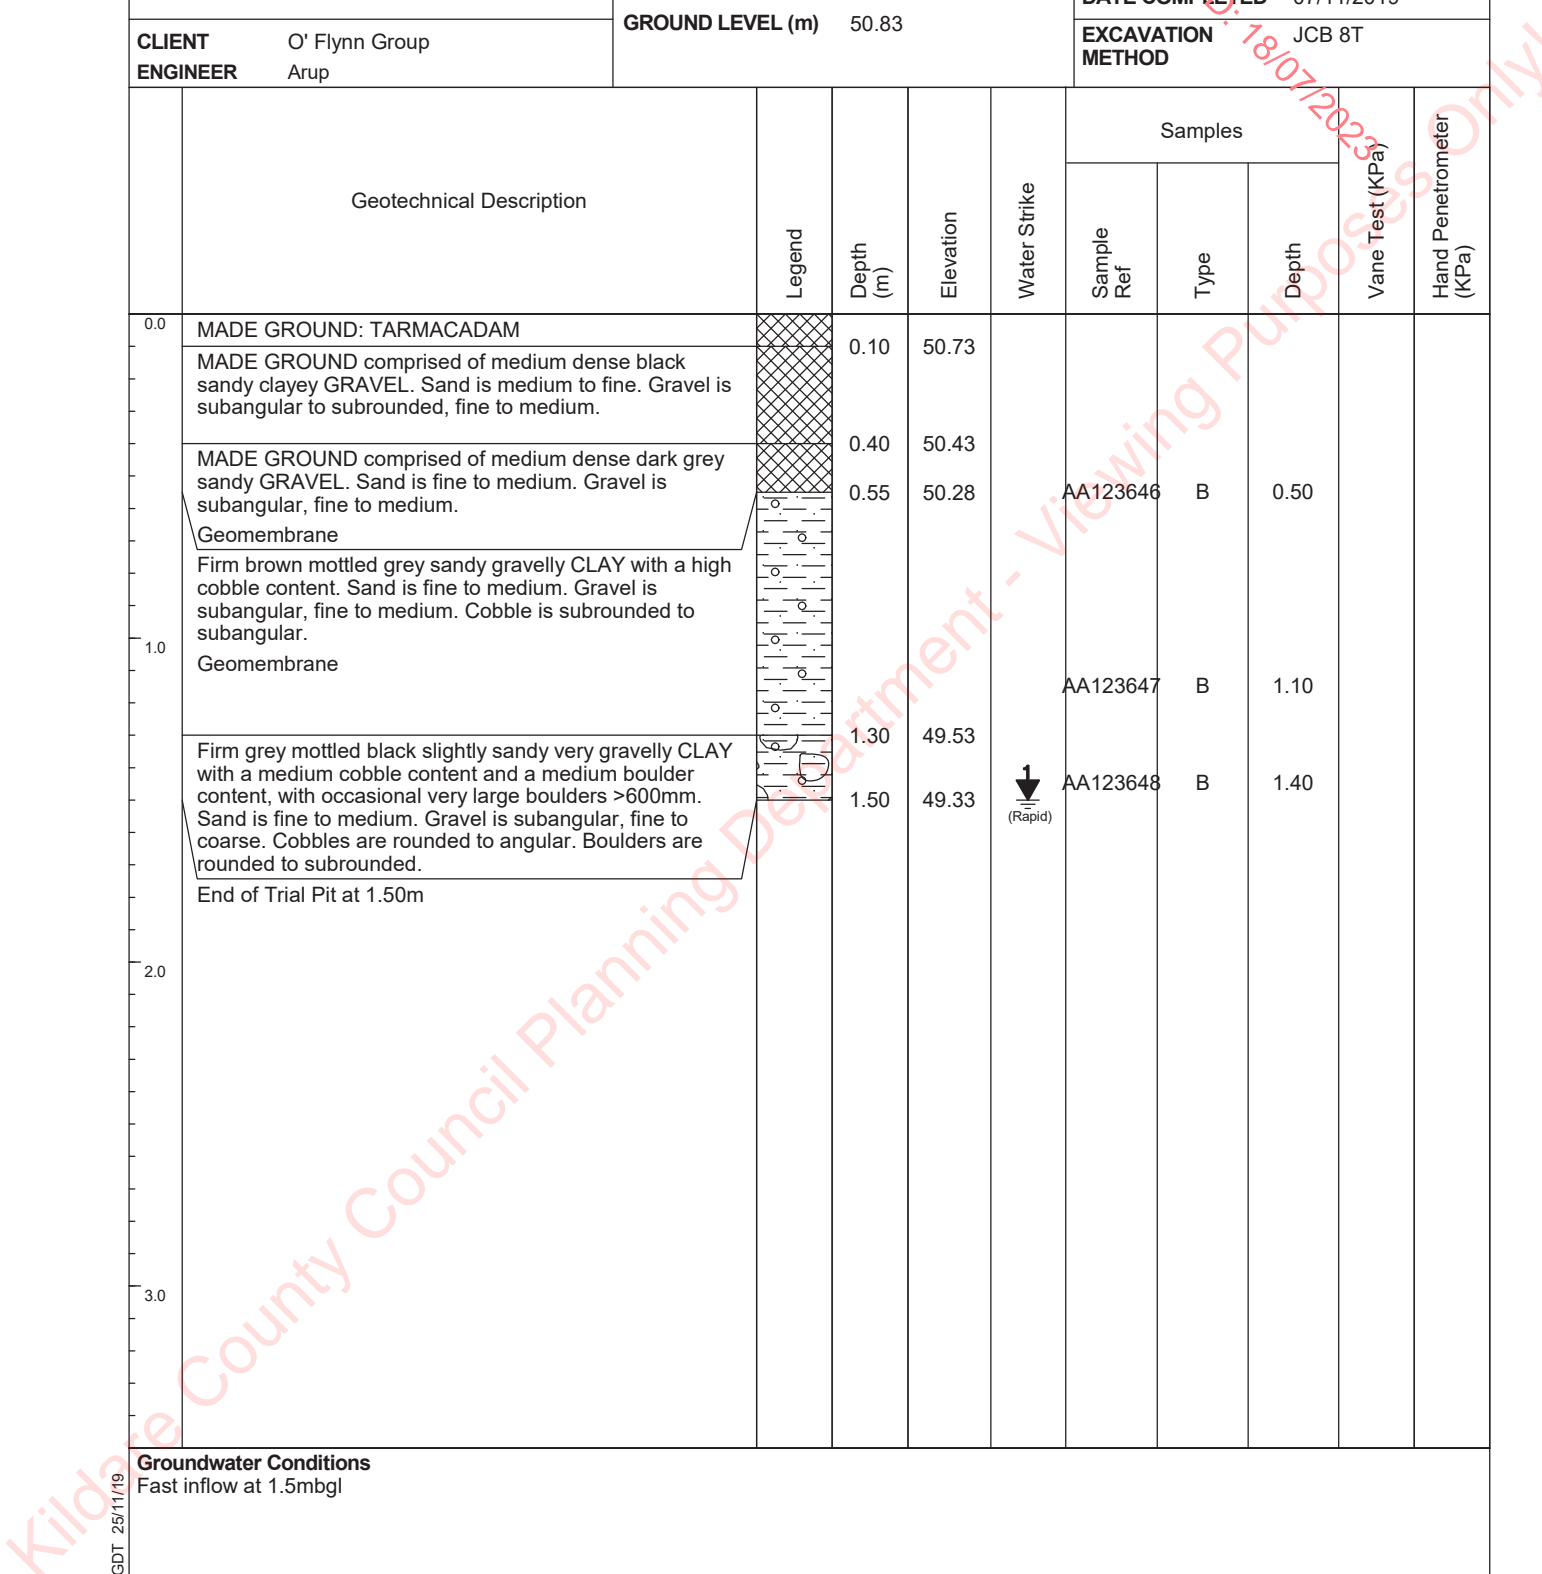 GROUND LEVEL (m) 50.83
DATE COMPLETED 07/11/2019
CLIENT O' Flynn Group
ENGINEER Arup
EXCAVATION METHOD JCB 8T
Geotechnical Description
Legend
Depth (m)
Elevation
Water Strike
Samples
Sample Ref
Type
Depth
Vane Test (KPa)
Hand Penetrometer (KPa)
0.0
MADE GROUND: TARMACADAM
0.10 50.73
MADE GROUND comprised of medium dense black
sandy clayey GRAVEL. Sand is medium to fine. Gravel is
subangular to subrounded, fine to medium.
0.40 50.43
MADE GROUND comprised of medium dense dark grey
sandy GRAVEL. Sand is fine to medium. Gravel is
subangular, fine to medium.
0.55 50.28 AA123646 B 0.50
Geomembrane
Firm brown mottled grey sandy gravelly CLAY with a high
cobble content. Sand is fine to medium. Gravel is
subangular, fine to medium. Cobble is subrounded to
subangular.
1.0
Geomembrane
AA123647 B 1.10
1.30 49.53
Firm grey mottled black slightly sandy very gravelly CLAY
with a medium cobble content and a medium boulder
content, with occasional very large boulders >600mm.
Sand is fine to medium. Gravel is subangular, fine to
coarse. Cobbles are rounded to angular. Boulders are
rounded to subrounded.
1
AA123648 B 1.40
1.50 49.33
(Rapid)
End of Trial Pit at 1.50m
2.0
3.0
Groundwater Conditions
Fast inflow at 1.5mbgl
GDT 25/11/19
Kildare County Council Planning Department - Viewing Purposes Only!
D: 18/07/2023